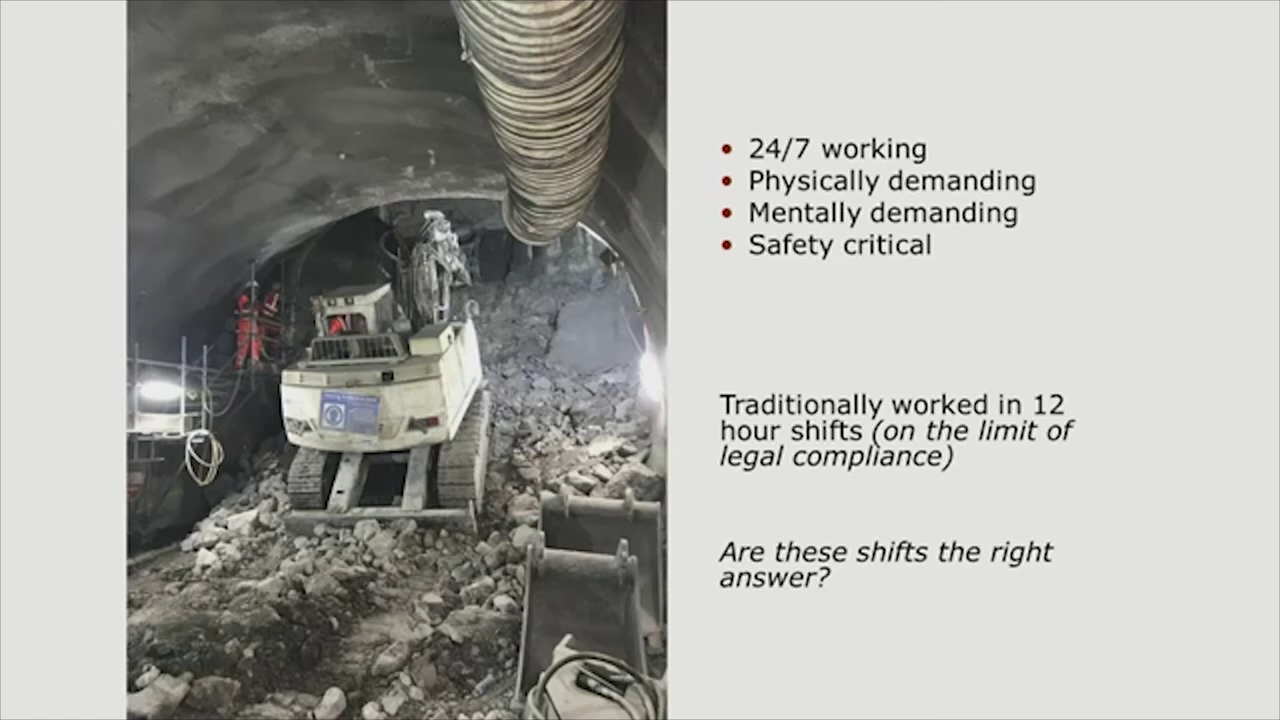 • 24/7 working
• Physically demanding
• Mentally demanding
• Safety critical
Traditionally worked in 12
hour shifts (on the limit of
legal compliance)
Are these shifts the right
answer?